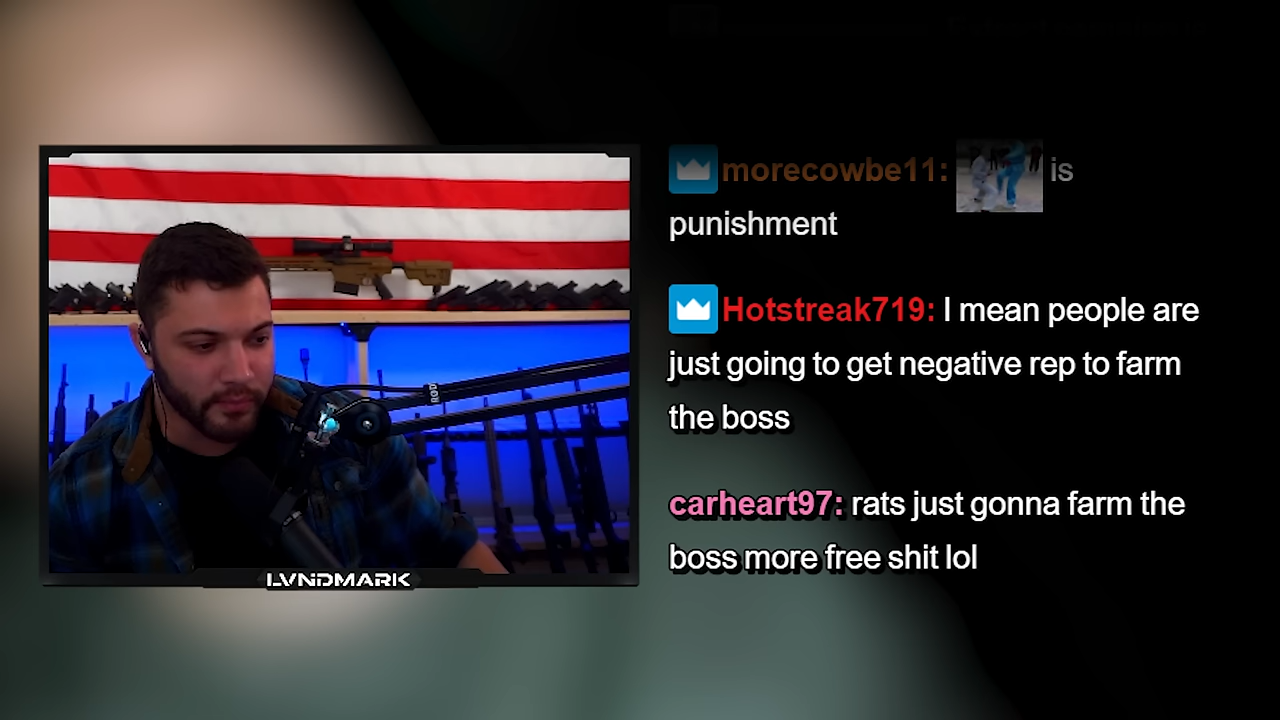 morecowbe11: is
punishment
Hotstreak719: I mean people are
just going to get negative rep to farm
the boss
carheart97: rats just gonna farm the
boss more free shit lol
LVNDMARK